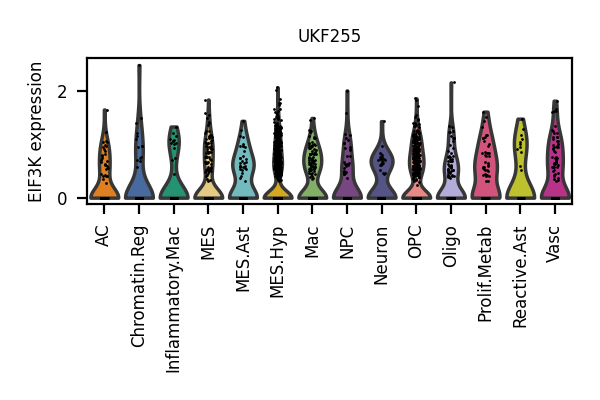 UKF255
EIF3K expression
2
0
AC
Chromatin.Reg
Inflammatory.Mac
MES
MES.Ast
MES.Hyp
Mac
NPC
Neuron
OPC
Oligo
Prolif.Metab
Reactive.Ast
Vasc